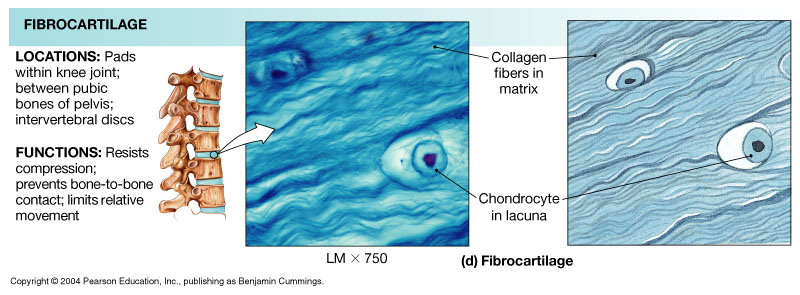 FIBROCARTILAGE
LOCATIONS: Pads
within knee joint;
between pubic
bones of pelvis;
intervertebral discs
FUNCTIONS: Resists
compression;
prevents bone-to-bone
contact; limits relative
movement
Collagen
fibers in
matrix
Chondrocyte
in lacuna
LM × 750
(d) Fibrocartilage
Copyright © 2004 Pearson Education, Inc., publishing as Benjamin Cummings.